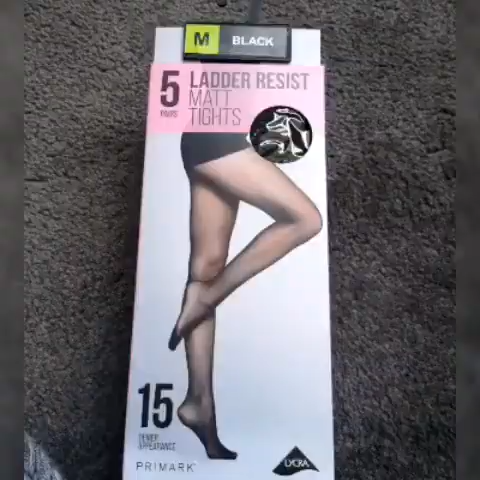 M BLACK
5 LADDER RESIST
PAIRS MATT
TIGHTS
15
DENIER
APPEARANCE
PRIMARK
LYCRA